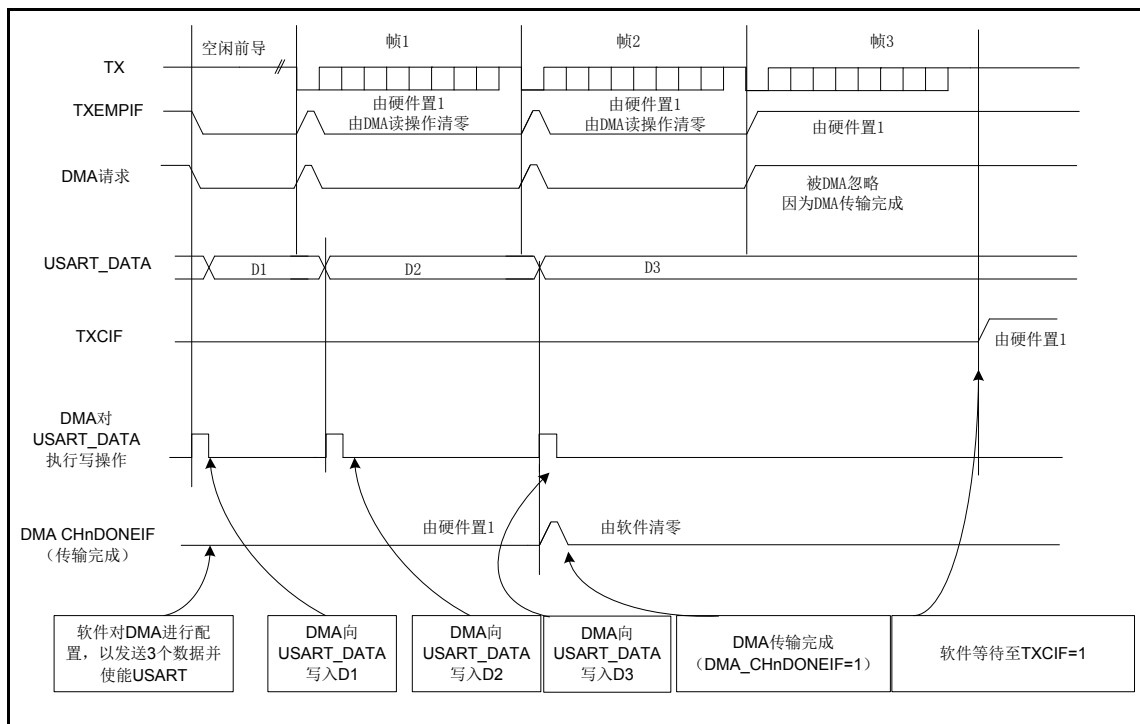 空闲前导
帧1
帧2
帧3
TX
TXEMPIF
由硬件置1
由DMA读操作清零
由硬件置1
由DMA读操作清零
由硬件置1
DMA请求
被DMA忽略
因为DMA传输完成
USART_DATA
D1
D2
D3
TXCIF
由硬件置1
DMA对
USART_DATA
执行写操作
DMA CHnDONEIF
（传输完成）
由硬件置1
由软件清零
软件对DMA进行配
置，以发送3个数据并
使能USART
DMA向
USART_DATA
写入D1
DMA向
USART_DATA
写入D2
DMA向
USART_DATA
写入D3
DMA传输完成
（DMA_CHnDONEIF=1）
软件等待至TXCIF=1